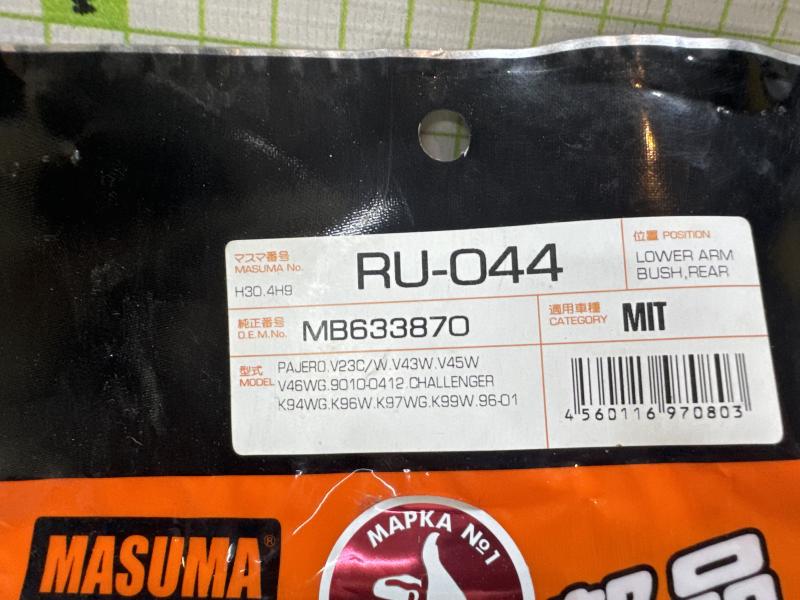 マスマ番号
MASUMA No.
RU-044
H30.4H9
位置 POSITION
LOWER ARM
BUSH,REAR
純正番号
O.E.M.No.
MB633870
適用車種
CATEGORY
MIT
型式
MODEL
PAJERO.V23C/W.V43W.V45W
V46WG.9010-0412.CHALLENGER
K94WG.K96W.K97WG.K99W.96-01
4560116970803
MASUMA®
МАРКА №1
品